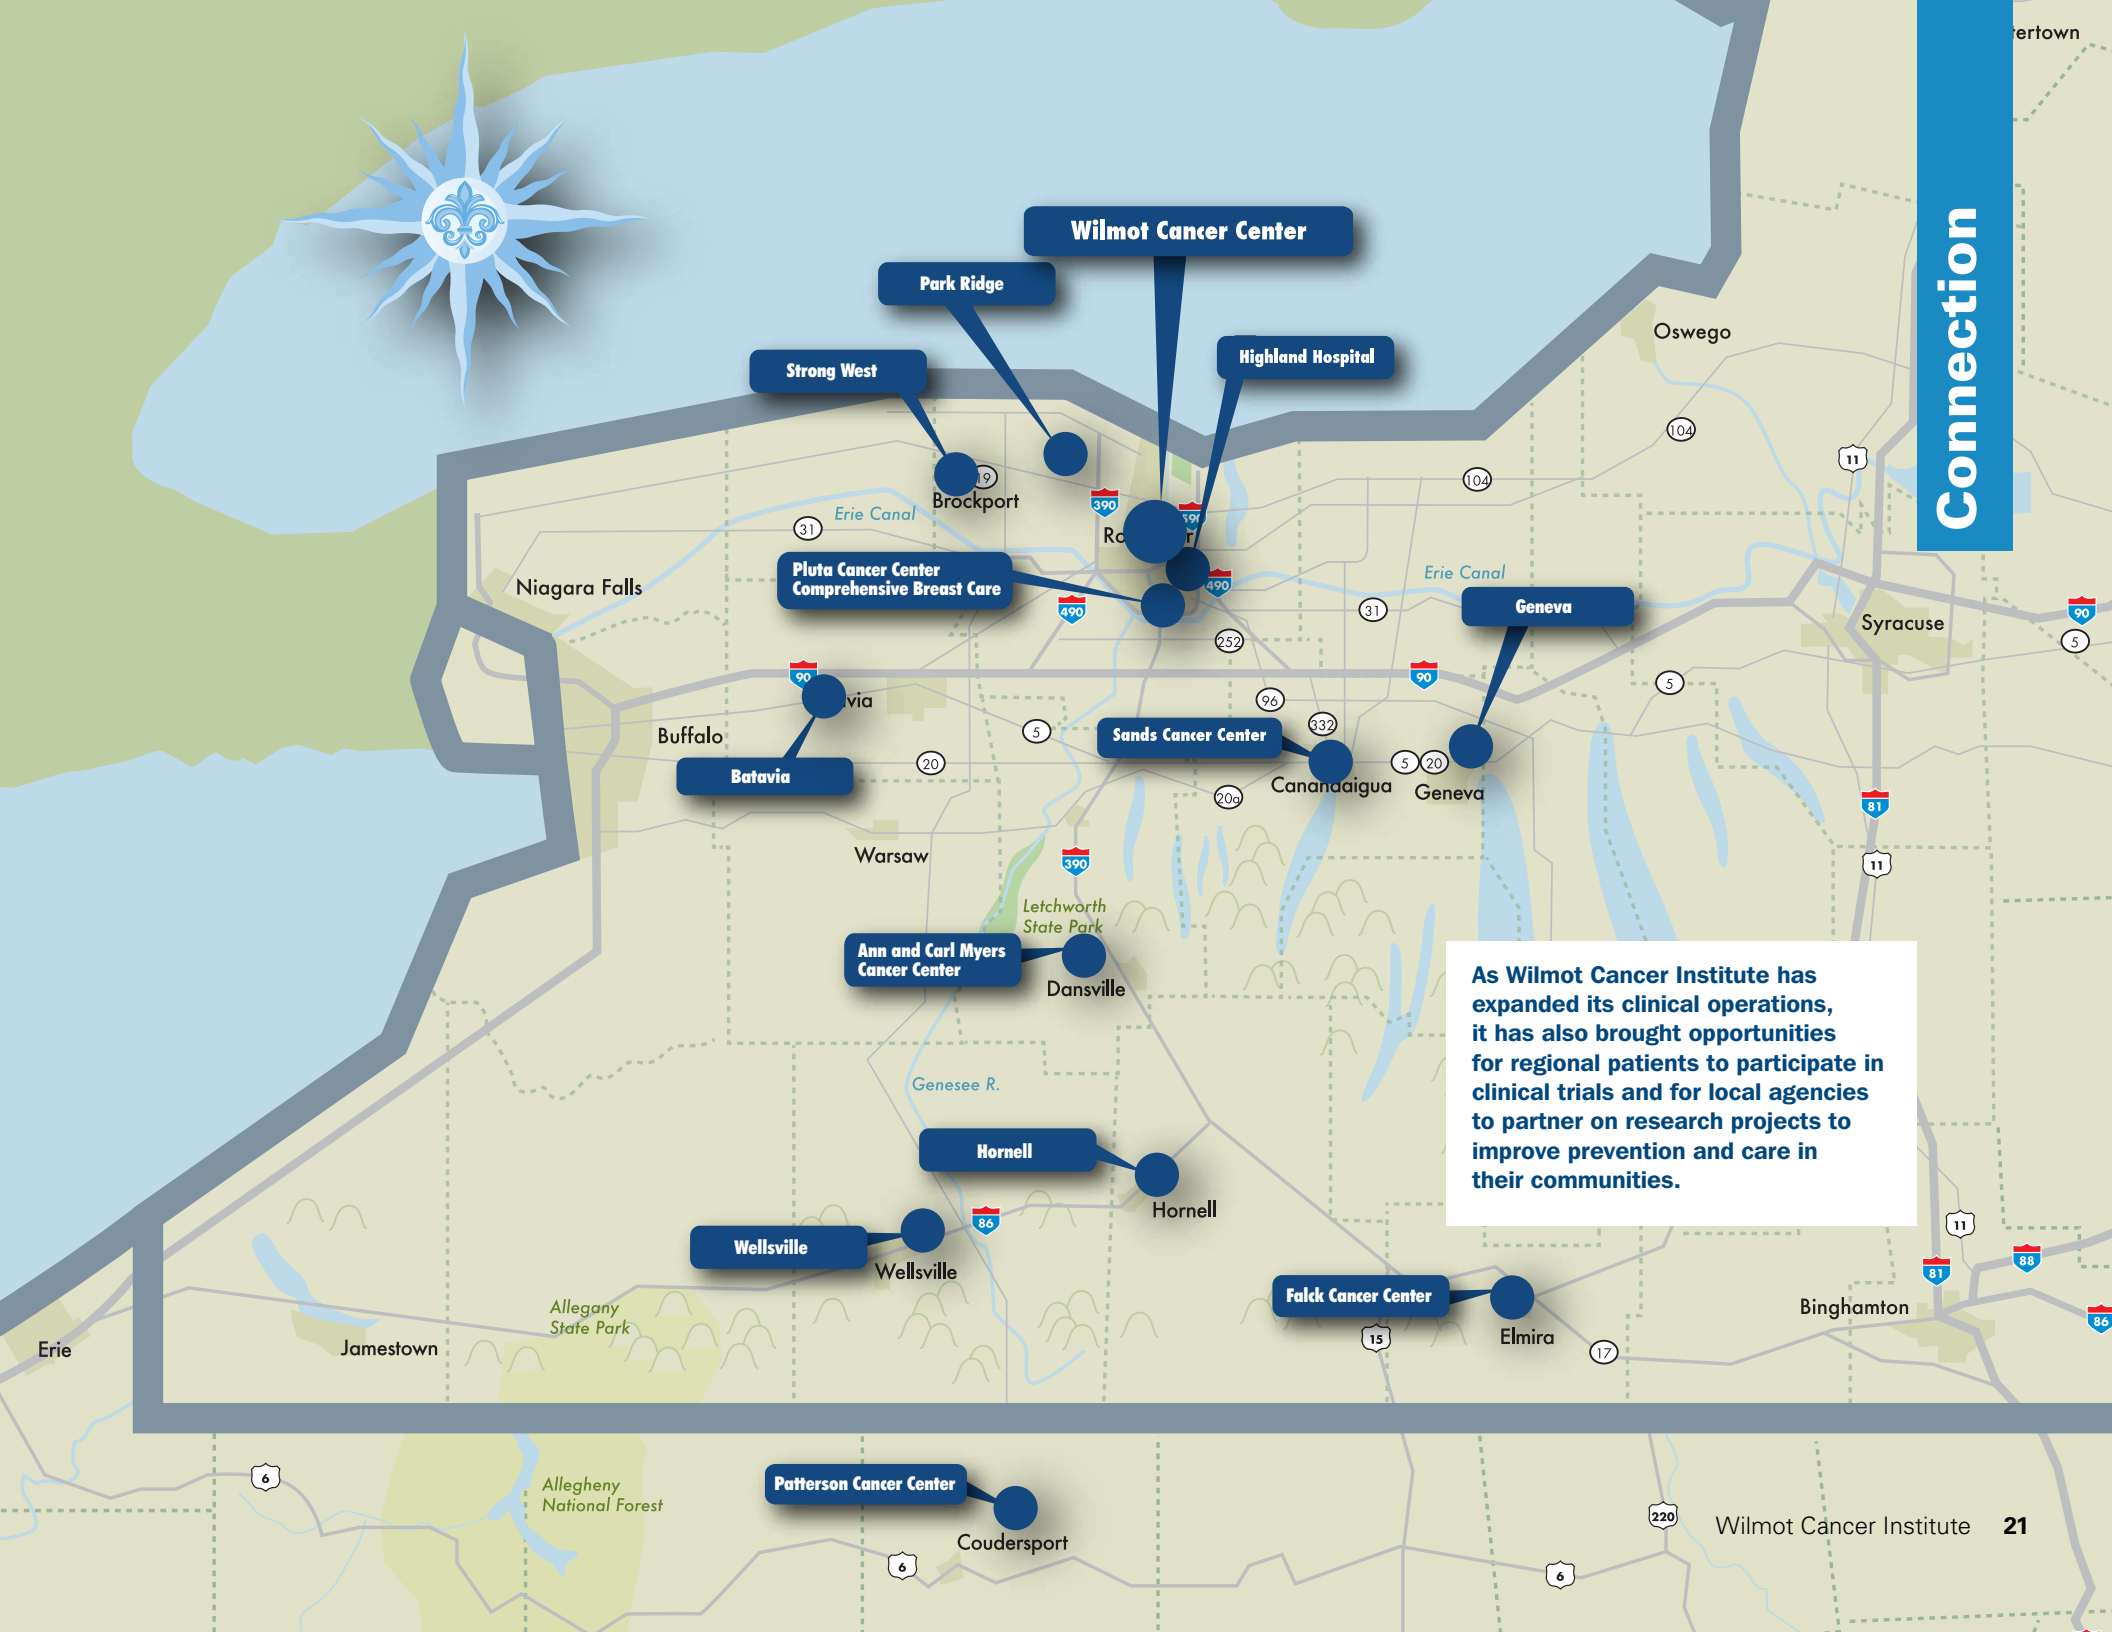 tertown
Connection
Wilmot Cancer Center
Park Ridge
Highland Hospital
Strong West
Oswego
104
11
19
Brockport
104
390
590
Erie Canal
31
Ro
r
Pluta Cancer Center
Comprehensive Breast Care
490
490
Erie Canal
Niagara Falls
31
Geneva
90
5
Syracuse
252
90
via
90
5
96
332
Buffalo
5
Sands Cancer Center
20
5
20
Batavia
Canandaigua
Geneva
20a
81
Warsaw
390
11
Letchworth
State Park
Ann and Carl Myers
Cancer Center
Dansville
As Wilmot Cancer Institute has
expanded its clinical operations,
it has also brought opportunities
for regional patients to participate in
clinical trials and for local agencies
to partner on research projects to
improve prevention and care in
their communities.
Genesee R.
Hornell
Hornell
86
11
Wellsville
Wellsville
88
81
Falck Cancer Center
Allegany
State Park
Binghamton
86
Erie
Jamestown
15
Elmira
17
6
Patterson Cancer Center
Allegheny
National Forest
Coudersport
220
Wilmot Cancer Institute 21
6
6